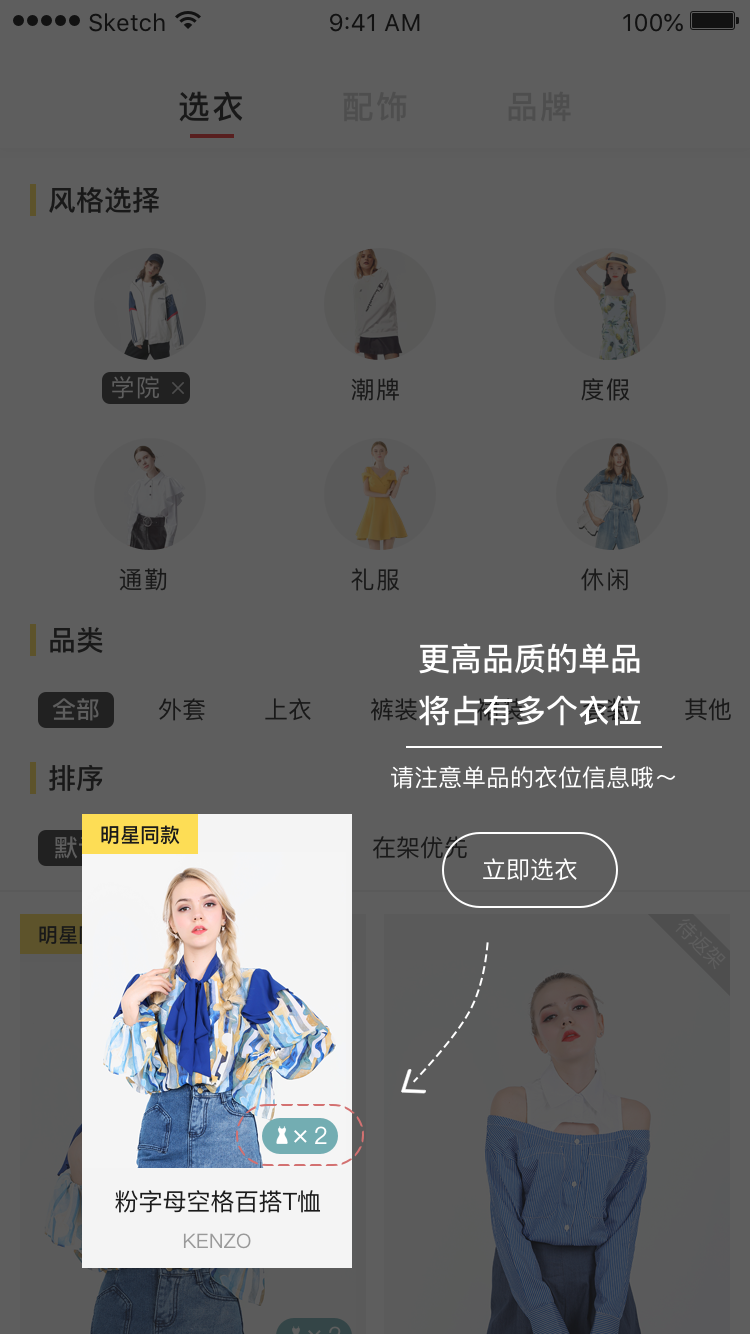 ●●●●● Sketch 9:41 AM 100%
选衣 配饰 品牌
风格选择
学院 × 潮牌 度假
通勤 礼服 休闲
品类
更高品质的单品
全部 外套 上衣 裤装 其他
将占有多个衣位
排序
请注意单品的衣位信息哦～
明星同款
在架优先
立即选衣
明星
待返架
× 2
粉字母空格百搭T恤
KENZO
× 2